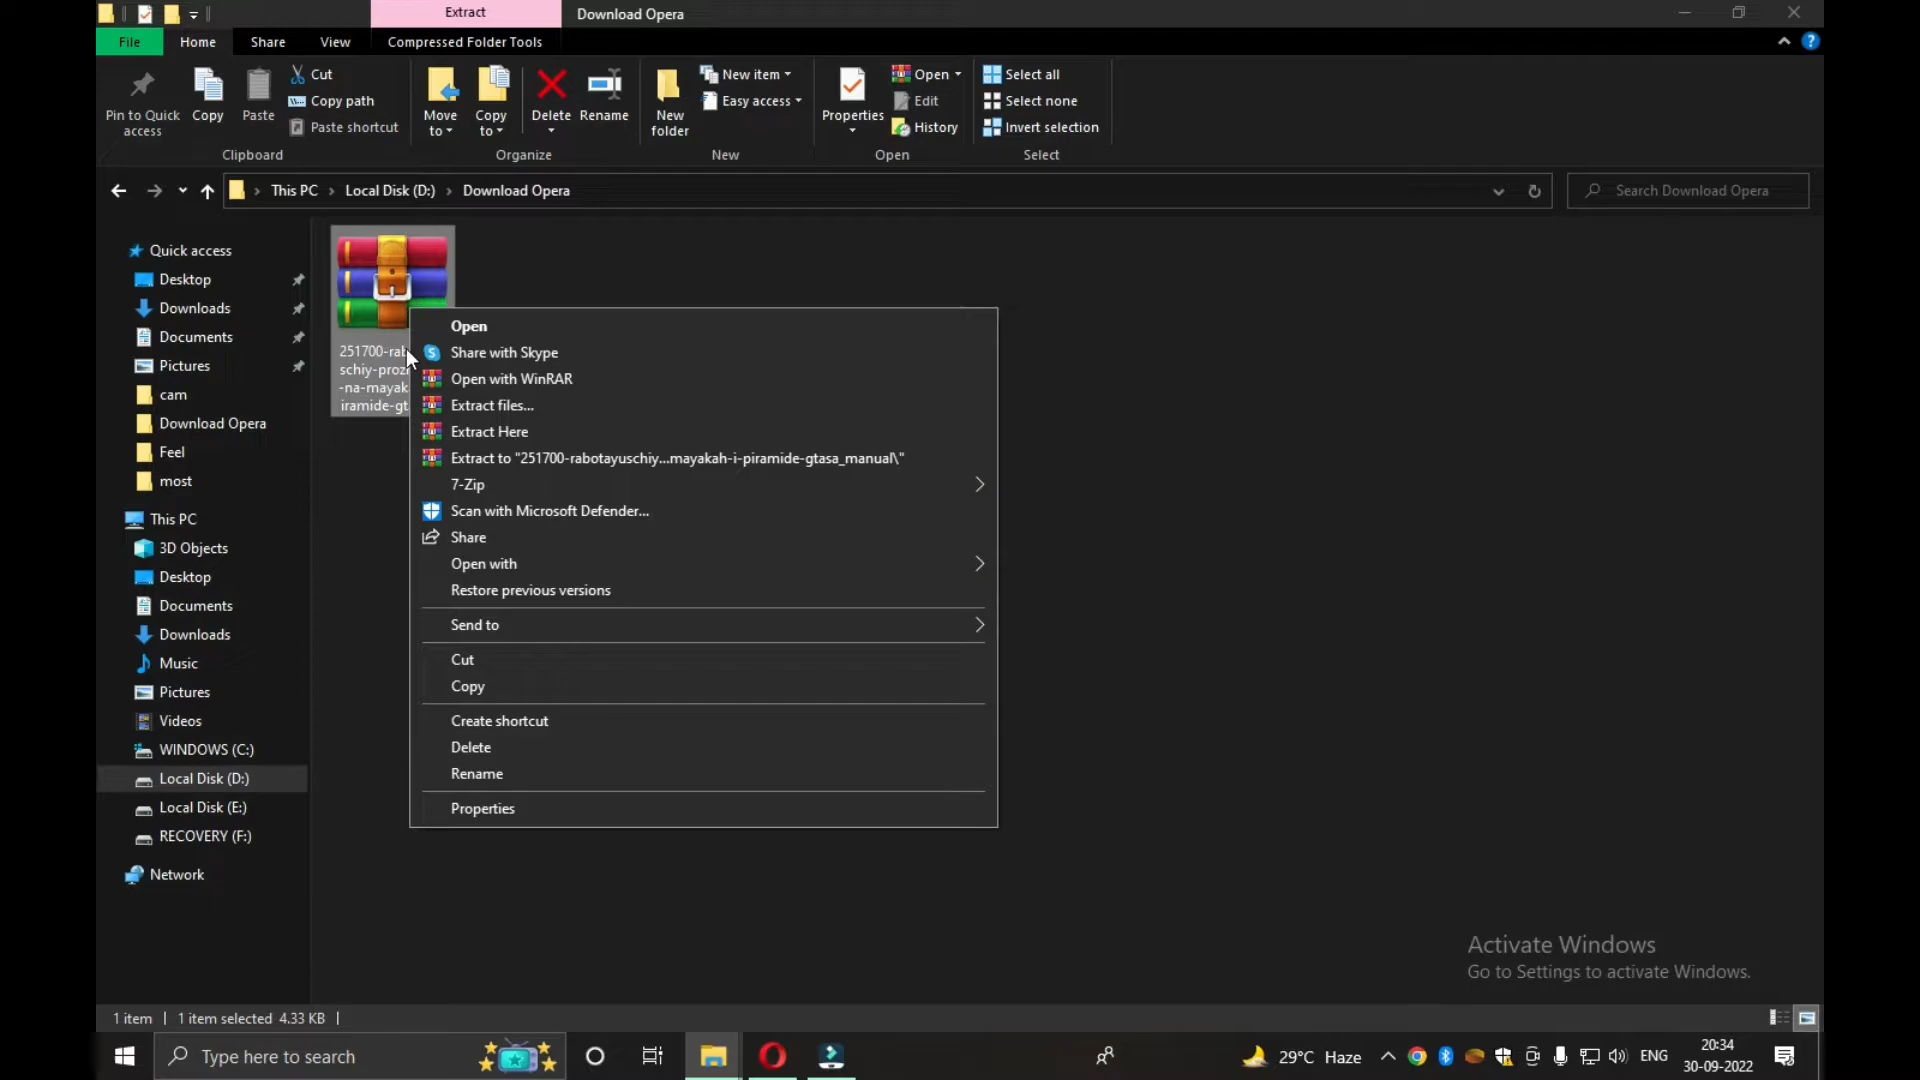 Extract
Download Opera
File
Home
Share
View
Compressed Folder Tools
Pin to Quick access
Copy
Paste
Cut
Copy path
Paste shortcut
Move to
Copy to
Delete
Rename
New folder
New item
Easy access
Properties
Open
Edit
History
Select all
Select none
Invert selection
Clipboard
Organize
New
Open
Select
This PC
Local Disk (D:)
Download Opera
Search Download Opera
Quick access
Desktop
Downloads
Documents
Pictures
cam
Download Opera
Feel
most
This PC
3D Objects
Desktop
Documents
Downloads
Music
Pictures
Videos
WINDOWS (C:)
Local Disk (D:)
Local Disk (E:)
RECOVERY (F:)
Network
251700-rab
schiy-proz
-na-mayak
iramide-gt
Open
Share with Skype
Open with WinRAR
Extract files...
Extract Here
Extract to "251700-rabotayuschiy...mayakah-i-piramide-gtasa_manual\"
7-Zip
Scan with Microsoft Defender...
Share
Open with
Restore previous versions
Send to
Cut
Copy
Create shortcut
Delete
Rename
Properties
Activate Windows
Go to Settings to activate Windows.
1 item
1 item selected 4.33 KB
Type here to search
29°C Haze
ENG
20:34
30-09-2022